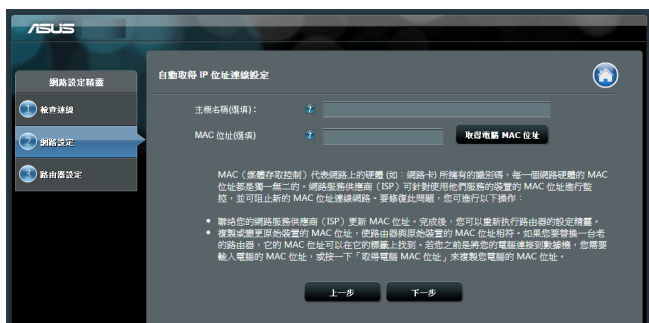 ASUS
網路設定精靈
1 檢查連線
2 網路設定
3 路由器設定
自動取得 IP 位址連線設定
主機名稱(選填):
MAC 位址(選填)
取得電腦 MAC 位址
MAC(媒體存取控制)代表網路上的硬體 (如:網路卡) 所擁有的識別碼,每一個網路硬體的 MAC
位址都是獨一無二的。網路服務供應商(ISP)可針對使用他們服務的裝置的 MAC 位址進行監
控,並可阻止新的 MAC 位址連線網路。要修復此問題,您可進行以下操作:
• 聯絡您的網路服務供應商(ISP)更新 MAC 位址。完成後,您可以重新執行路由器的設定精靈。
• 複製或變更原始裝置的 MAC 位址,使路由器與原始裝置的 MAC 位址相符。如果您要替換一台老
的路由器,它的 MAC 位址可以在它的標籤上找到。若您之前是將您的電腦連接到數據機,您需要
輸入電腦的 MAC 位址,或按一下「取得電腦 MAC 位址」來複製您電腦的 MAC 位址。
上一步
下一步